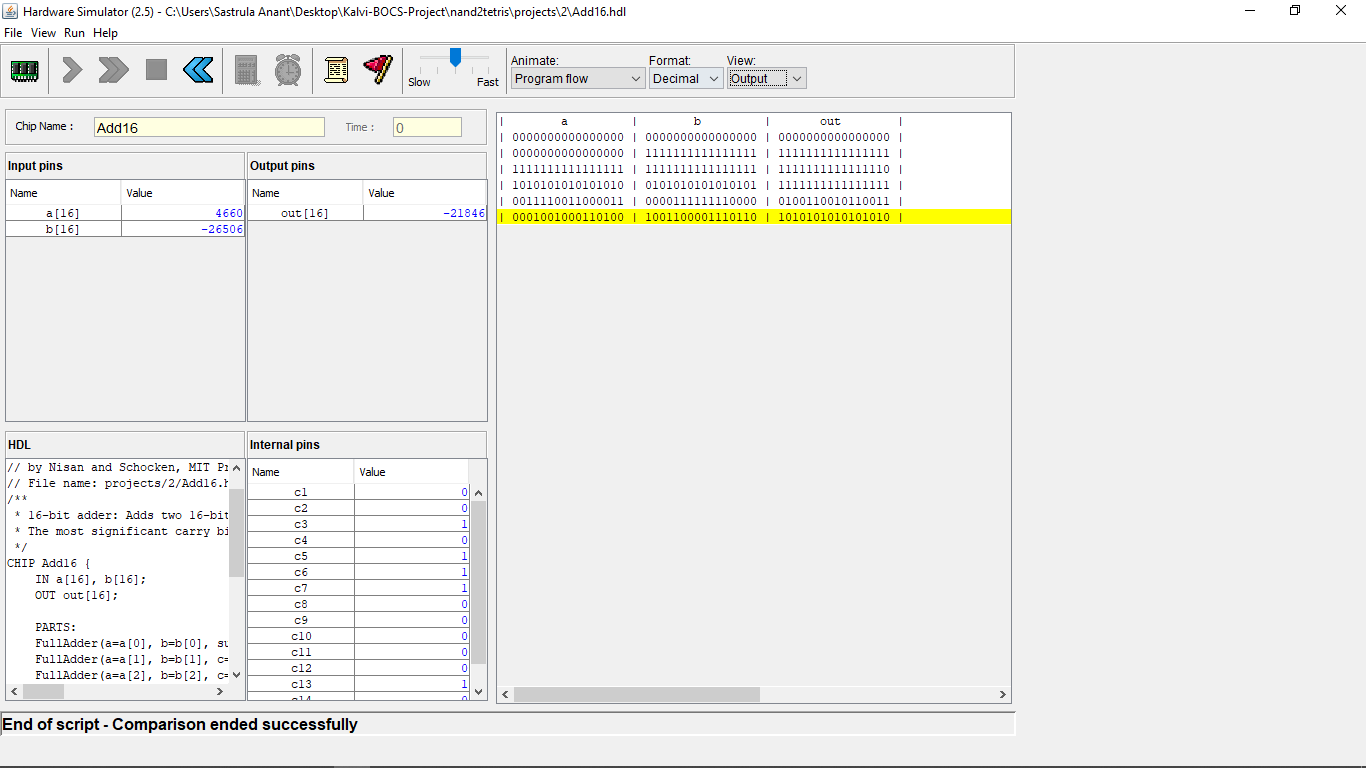 Hardware Simulator (2.5) - C:\Users\Sastrula Anant\Desktop\Kalvi-BOCS-Project\nand2tetris\projects\2\Add16.hdl
File View Run Help
Slow Fast
Animate: Format: View:
Program flow Decimal Output
Chip Name : Add16 Time : 0
Input pins
Name Value
a[16] 4660
b[16] -26506
Output pins
Name Value
out[16] -21846
HDL
// by Nisan and Schocken, MIT Pr
// File name: projects/2/Add16.h
/**
* 16-bit adder: Adds two 16-bit
* The most significant carry bi
*/
CHIP Add16 {
IN a[16], b[16];
OUT out[16];
PARTS:
FullAdder(a=a[0], b=b[0], su
FullAdder(a=a[1], b=b[1], c=
FullAdder(a=a[2], b=b[2], c=
Internal pins
Name Value
c1 0
c2 0
c3 1
c4 0
c5 1
c6 1
c7 1
c8 0
c9 0
c10 0
c11 0
c12 0
c13 1
c14 0
| a | b | out |
| 0000000000000000 | 0000000000000000 | 0000000000000000 |
| 0000000000000000 | 1111111111111111 | 1111111111111111 |
| 1111111111111111 | 1111111111111111 | 1111111111111110 |
| 1010101010101010 | 0101010101010101 | 1111111111111111 |
| 0011110011000011 | 0000111111110000 | 0100110010110011 |
| 0001001000110100 | 1001100001110110 | 1010101010101010 |
End of script - Comparison ended successfully